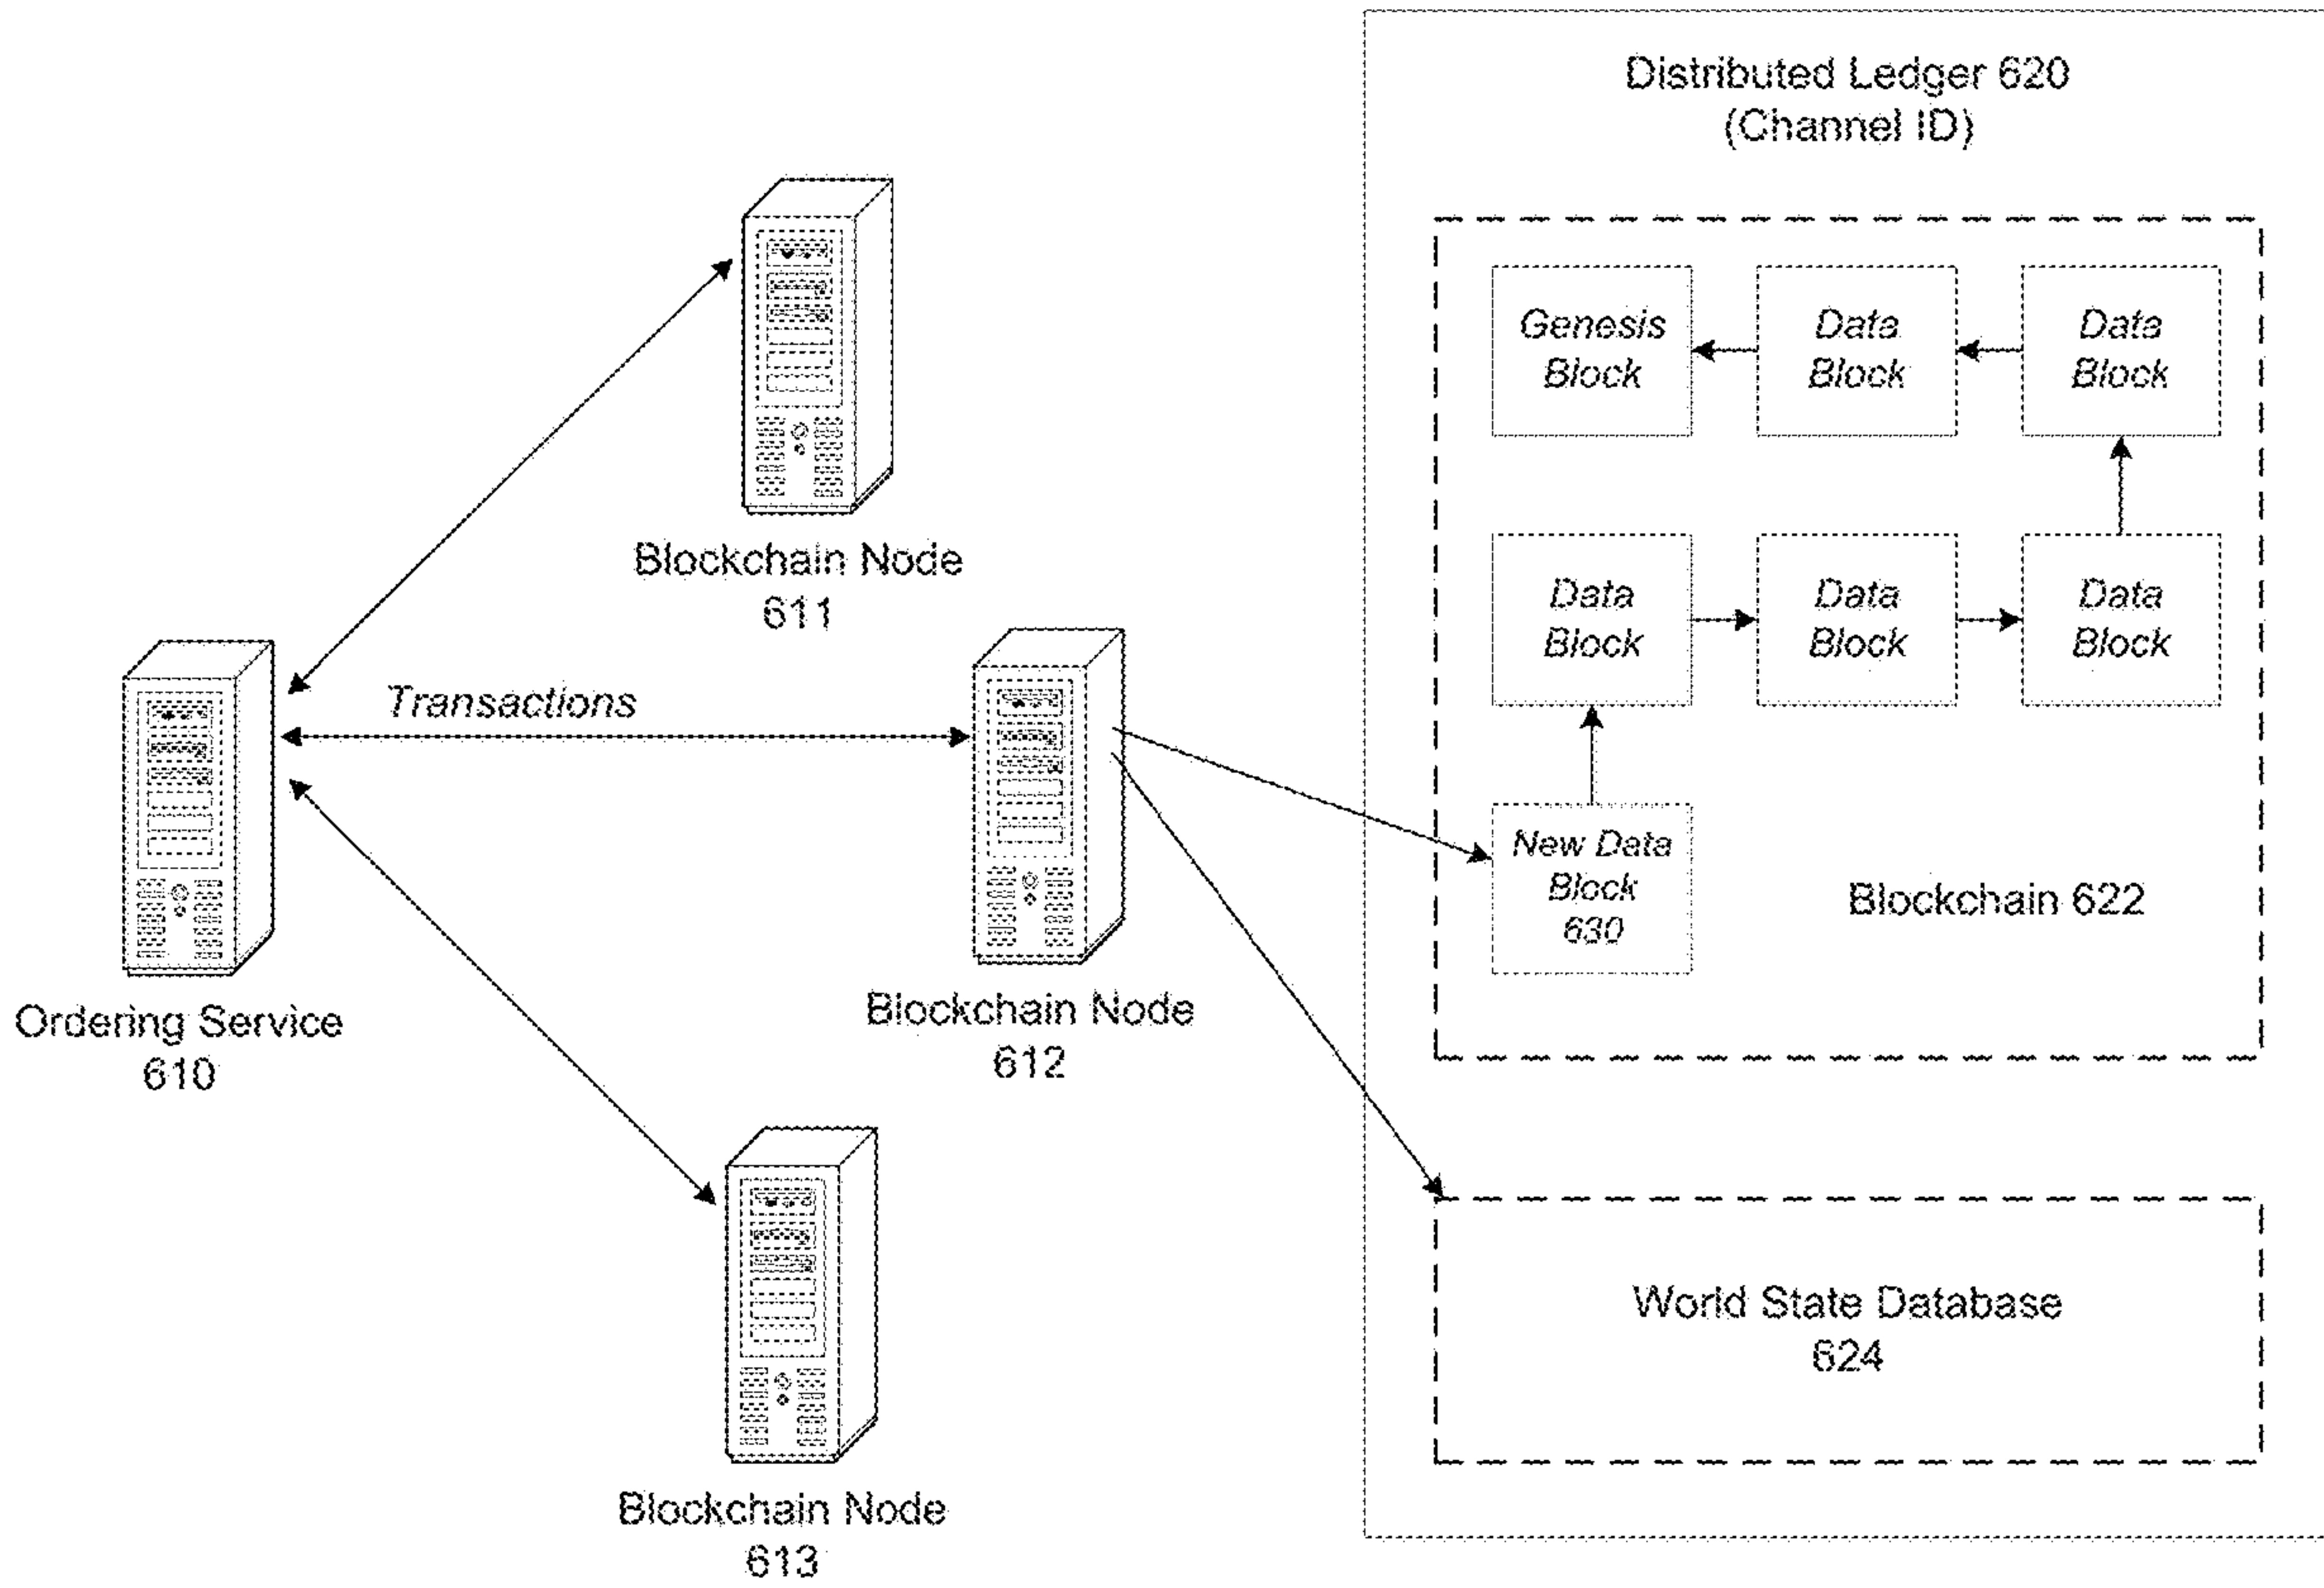 Distributed Ledger 620
(Channel ID)
Genesis
Block
Data
Block
Data
Block
Blockchain Node
611
Data
Block
Data
Block
Data
Block
Transactions
New Data
Block
630
Blockchain 622
Ordering Service
610
Blockchain Node
612
World State Database
624
Blockchain Node
613